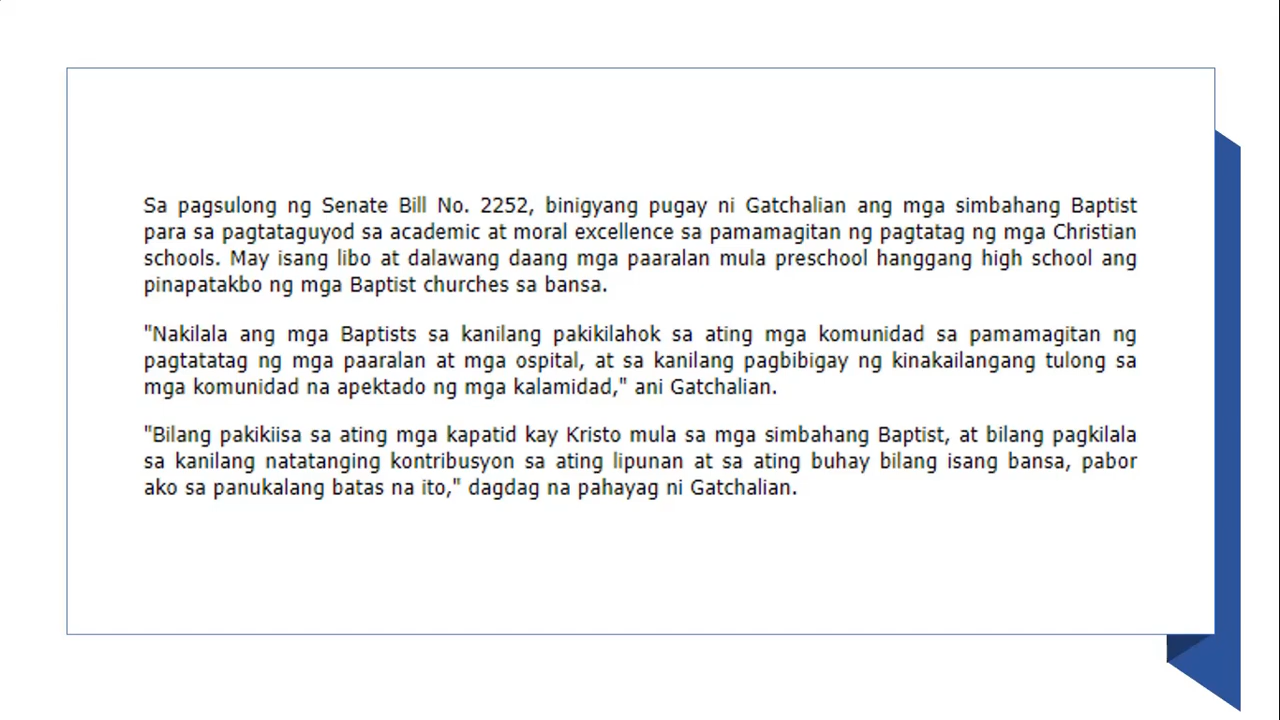 Sa pagsulong ng Senate Bill No. 2252, binigyang pugay ni Gatchalian ang mga simbahang Baptist
para sa pagtataguyod sa academic at moral excellence sa pamamagitan ng pagtatag ng mga Christian
schools. May isang libo at dalawang daang mga paaralan mula preschool hanggang high school ang
pinapatakbo ng mga Baptist churches sa bansa.
"Nakilala ang mga Baptists sa kanilang pakikilahok sa ating mga komunidad sa pamamagitan ng
pagtatatag ng mga paaralan at mga ospital, at sa kanilang pagbibigay ng kinakailangang tulong sa
mga komunidad na apektado ng mga kalamidad," ani Gatchalian.
"Bilang pakikiisa sa ating mga kapatid kay Kristo mula sa mga simbahang Baptist, at bilang pagkilala
sa kanilang natatanging kontribusyon sa ating lipunan at sa ating buhay bilang isang bansa, pabor
ako sa panukalang batas na ito," dagdag na pahayag ni Gatchalian.